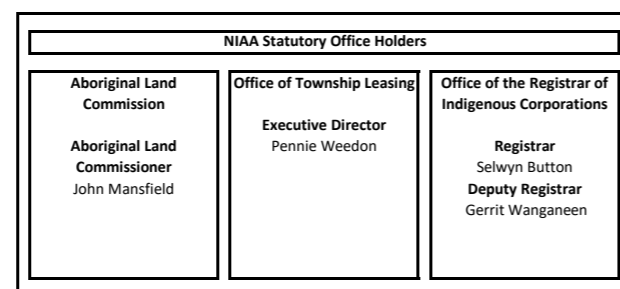 NIAA Statutory Office Holders
Aboriginal Land
Commission
Aboriginal Land
Commissioner
John Mansfield
Office of Township Leasing
Executive Director
Pennie Weedon
Office of the Registrar of
Indigenous Corporations
Registrar
Selwyn Button
Deputy Registrar
Gerrit Wanganeen